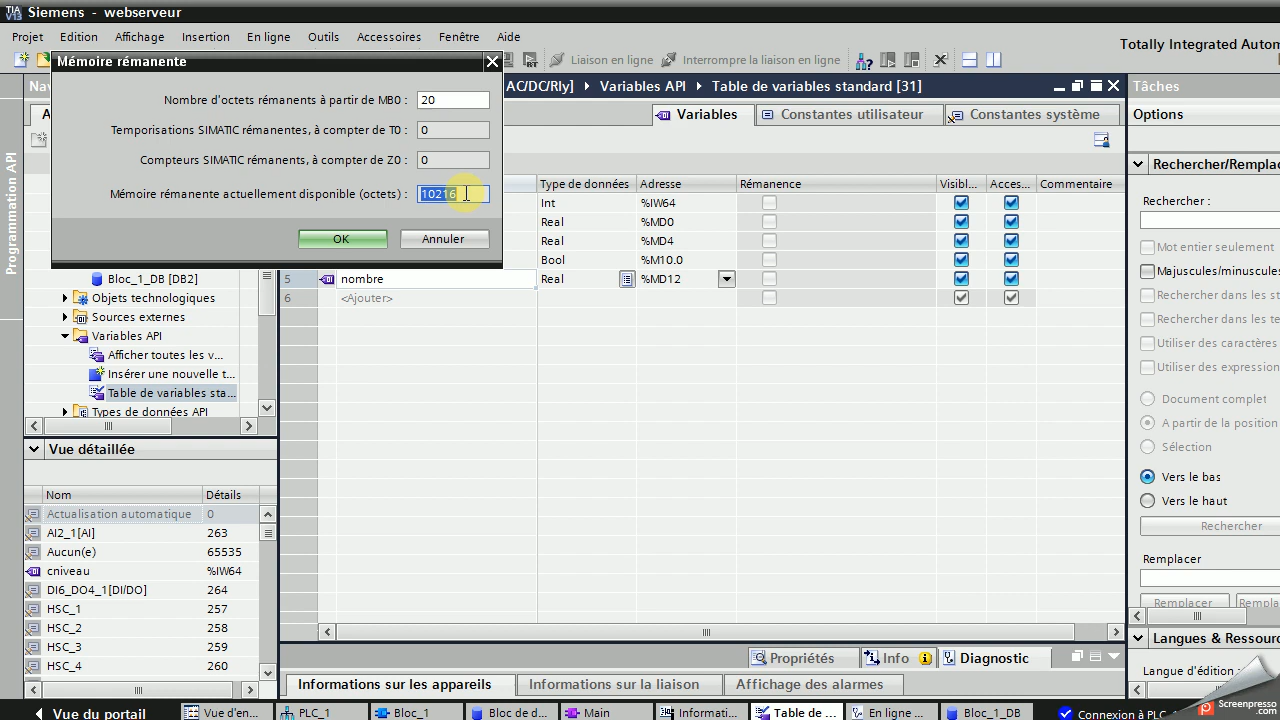 TIA
V13
Siemens - webserveur
Projet Edition Affichage Insertion En ligne Outils Accessoires Fenêtre Aide
Totally Integrated Autom
Liaison en ligne Interrompre la liaison en ligne
Mémoire rémanente
Nombre d'octets rémanents à partir de MB0 : 20
Temporisations SIMATIC rémanentes, à compter de T0 : 0
Compteurs SIMATIC rémanents, à compter de Z0 : 0
Mémoire rémanente actuellement disponible (octets) : 10216
OK Annuler
Programmation API
Nav
AC/DC/Rly] Variables API Table de variables standard [31]
Variables Constantes utilisateur Constantes système
Type de données Adresse Rémanence Visibl... Acces... Commentaire
Int %IW64
Real %MD0
Real %MD4
Bool %M10.0
5 nombre Real %MD12
6 <Ajouter>
Bloc_1_DB [DB2]
Objets technologiques
Sources externes
Variables API
Afficher toutes les v...
Insérer une nouvelle t...
Table de variables sta...
Types de données API
Vue détaillée
Nom Détails
Actualisation automatique 0
AI2_1[AI] 263
Aucun(e) 65535
cniveau %IW64
DI6_DO4_1[DI/DO] 264
HSC_1 257
HSC_2 258
HSC_3 259
HSC_4 260
Tâches
Options
Rechercher/Remplac
Rechercher :
Mot entier seulement
Majuscules/minuscules
Rechercher dans les st
Rechercher dans les te
Utiliser des caractères
Utiliser des expression
Document complet
A partir de la position
Sélection
Vers le bas
Vers le haut
Rechercher
Remplacer
Remplacer Rempla
Langues & Ressour
Langue d'édition :
Propriétés Info Diagnostic
Informations sur les appareils Informations sur la liaison Affichage des alarmes
Vue du portail Vue d'en... PLC_1 Bloc_1 Bloc de d... Main Informati... Table de ... En ligne ... Bloc_1_DB Connexion à PLC_
Screenpresso
.com